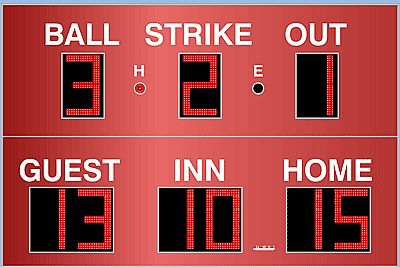 BALL STRIKE OUT
H E
3 2 1
GUEST INN HOME
13 10 15